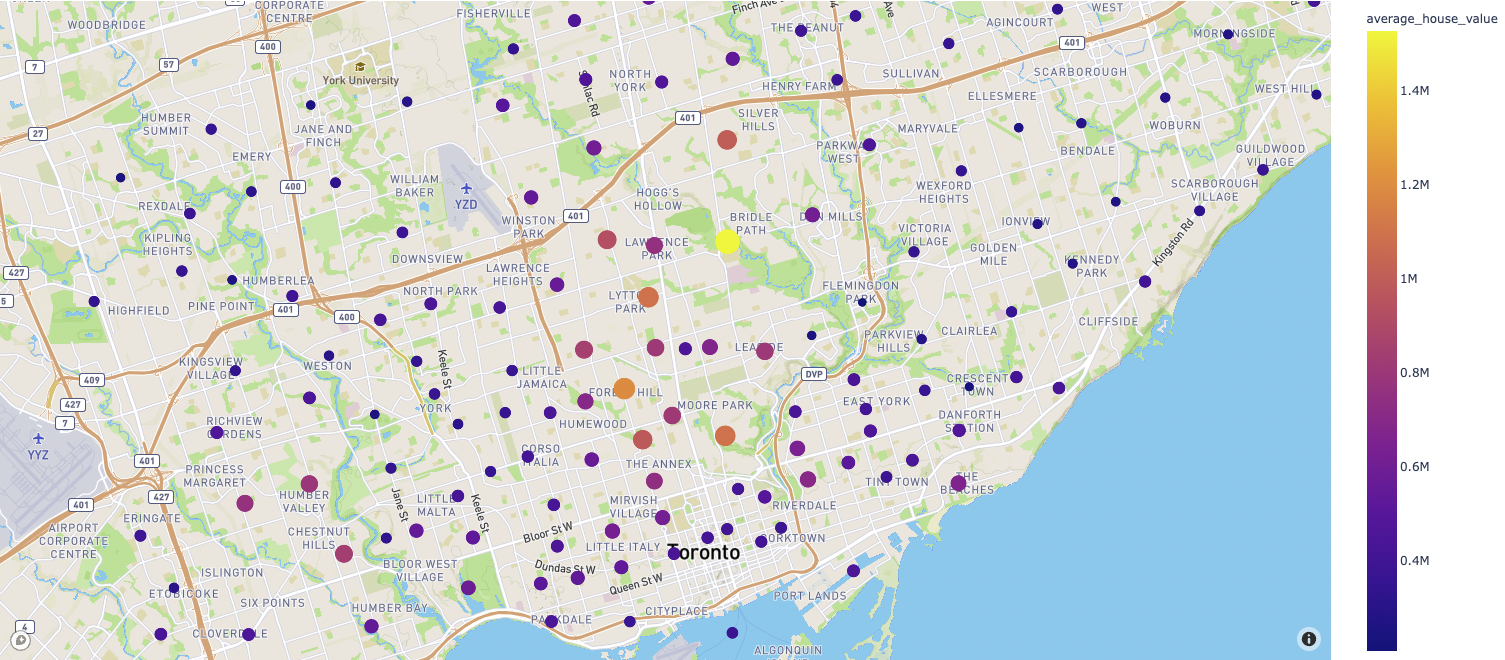 CORPORATE
CENTRE
FISHERVILLE
Finch Ave
THE PEANUT
AGINCOURT
WEST
average_house_value
WOODBRIDGE
400
401
MORNINGSIDE
7
57
York University
NORTH
YORK
SULLIVAN
SCARBOROUGH
1.4M
HENRY FARM
ELLESMERE
WEST HILL
HUMBER
SUMMIT
27
JANE AND
FINCH
401
SILVER
HILLS
MARYVALE
WOBURN
EMERY
PARKWAY
WEST
BENDALE
GUILDWOOD
VILLAGE
400
WILLIAM
BAKER
YZD
HOGG'S
HOLLOW
WEXFORD
HEIGHTS
SCARBOROUGH
VILLAGE
1.2M
REXDALE
WINSTON
PARK
401
BRIDLE
PATH
DON MILLS
IONVIEW
Kingston Rd
KIPLING
HEIGHTS
LAWRENCE
PARK
VICTORIA
VILLAGE
GOLDEN
MILE
DOWNSVIEW
KENNEDY
PARK
427
HUMBERLEA
LAWRENCE
HEIGHTS
FLEMINGDON
PARK
1M
5
HIGHFIELD
PINE POINT
401
400
NORTH PARK
LYTTON
PARK
CLIFFSIDE
PARKVIEW
HILLS
CLAIRLEA
KINGSVIEW
VILLAGE
WESTON
Keele St
LEASIDE
409
LITTLE
JAMAICA
DVP
0.8M
427
7
YORK
FOREST HILL
MOORE PARK
EAST YORK
CRESCENT
TOWN
RICHVIEW
GARDENS
HUMEWOOD
DANFORTH
STATION
YYZ
401
CORSO
ITALIA
THE ANNEX
0.6M
PRINCESS
MARGARET
427
HUMBER
VALLEY
Jane St
LITTLE
MALTA
Keele St
TINY TOWN
THE
BEACHES
401
MIRVISH
VILLAGE
RIVERDALE
ERINGATE
AIRPORT
CORPORATE
CENTRE
CHESTNUT
HILLS
Bloor St W
LITTLE ITALY
Toronto
CORKTOWN
0.4M
ISLINGTON
BLOOR WEST
VILLAGE
Dundas St W
Queen St W
ETOBICOKE
SIX POINTS
HUMBER BAY
CITYPLACE
PORT LANDS
4
CLOVERDALE
PARKDALE
ALGONQUIN